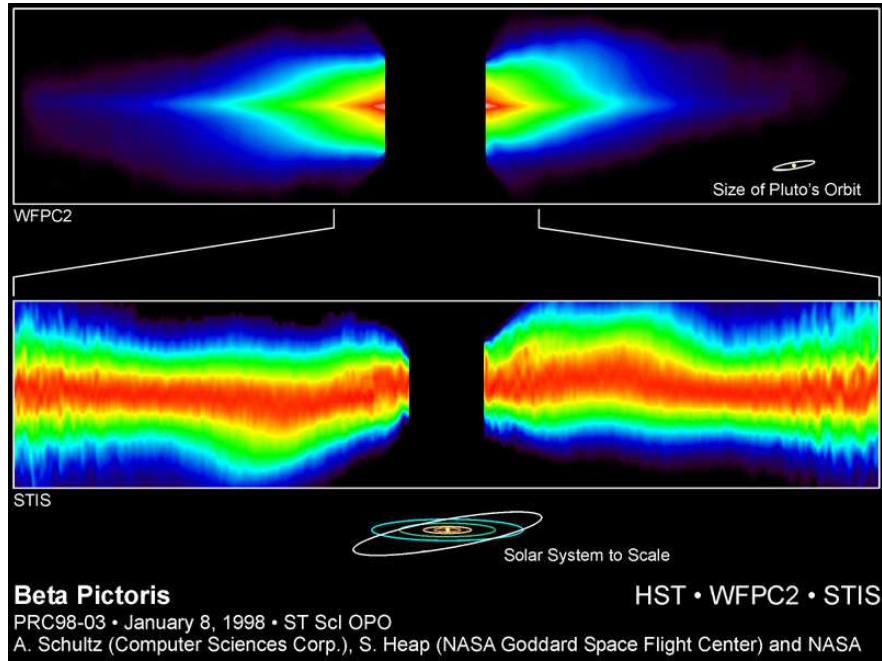 Size of Pluto's Orbit
WFPC2
STIS
Solar System to Scale
Beta Pictoris
HST • WFPC2 • STIS
PRC98-03 • January 8, 1998 • ST ScI OPO
A. Schultz (Computer Sciences Corp.), S. Heap (NASA Goddard Space Flight Center) and NASA